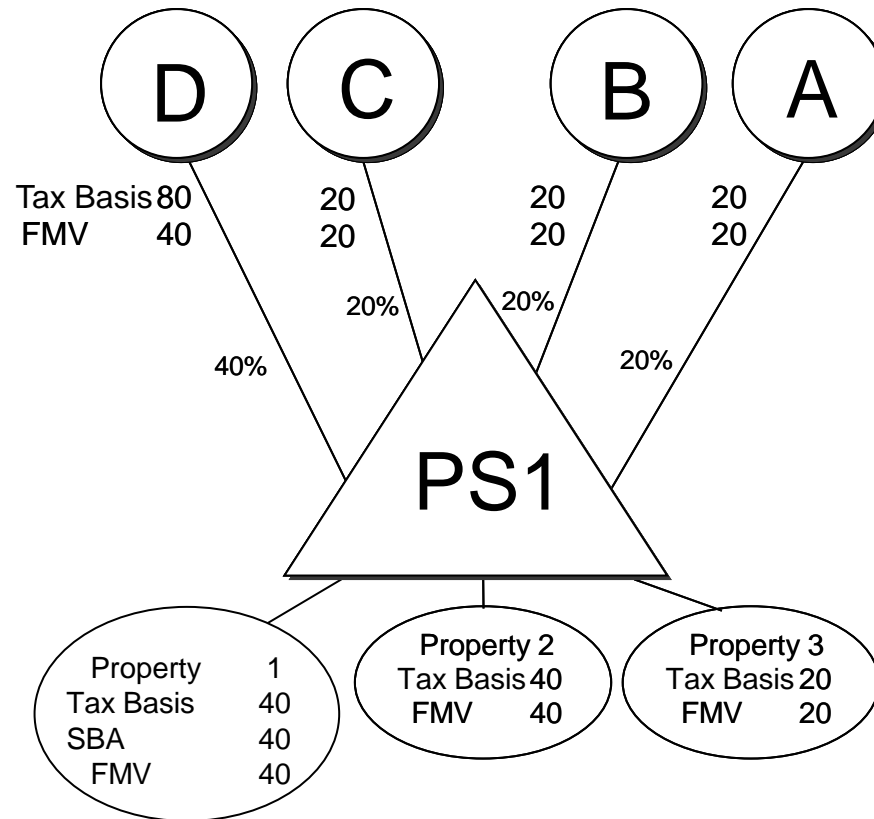 D C B A
Tax Basis 80 20 20 20
FMV 40 20 20 20
20% 20%
40% 20%
PS1
Property 1
Tax Basis 40
SBA 40
FMV 40
Property 2
Tax Basis 40
FMV 40
Property 3
Tax Basis 20
FMV 20